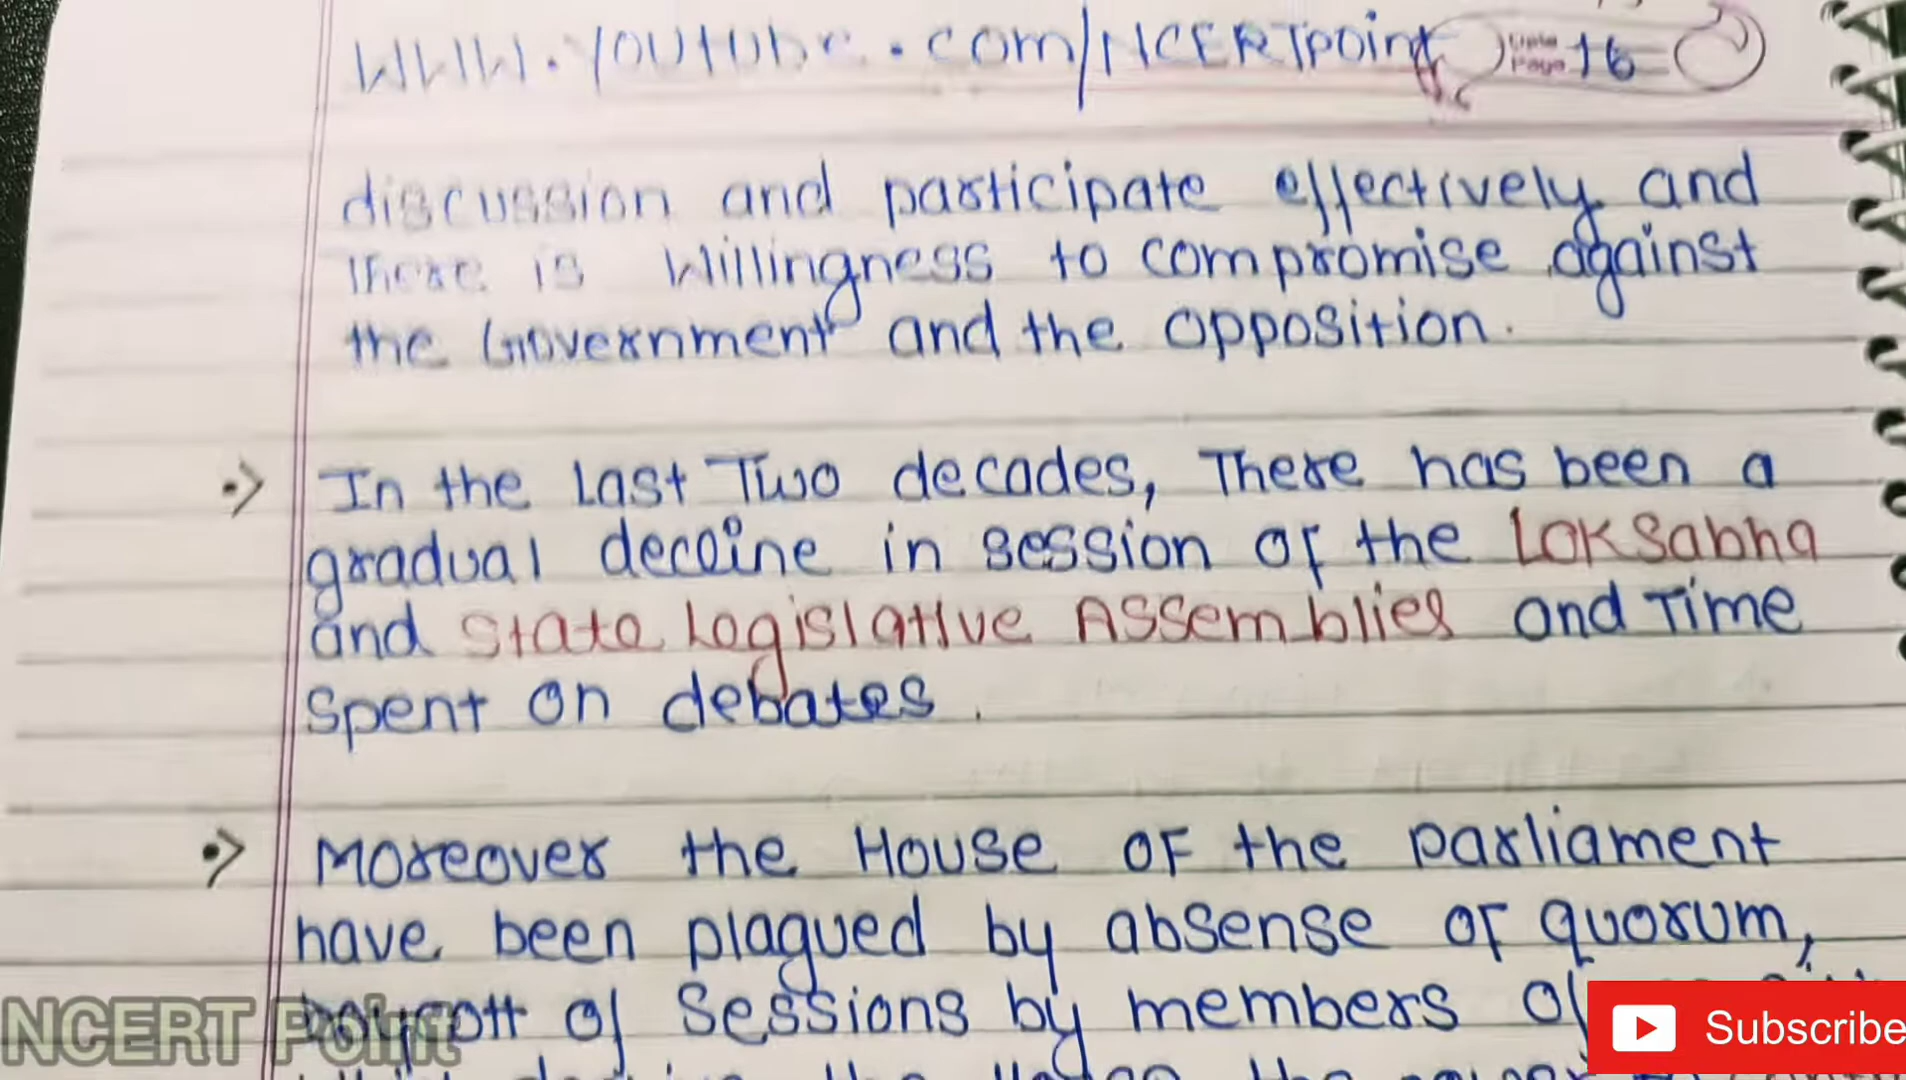 www.youtube.com/NCERTpoint
Date
Page 16
discussion and participate effectively and
there is willingness to compromise against
the Government and the opposition.
•> In the last Two decades, There has been a
gradual decline in session of the Loksabha
and State Legislative Assemblies and Time
spent on debates.
•> Moreover the House of the parliament
have been plagued by absense of quorum,
boycott of Sessions by members of
the
NCERT Point
Subscribe